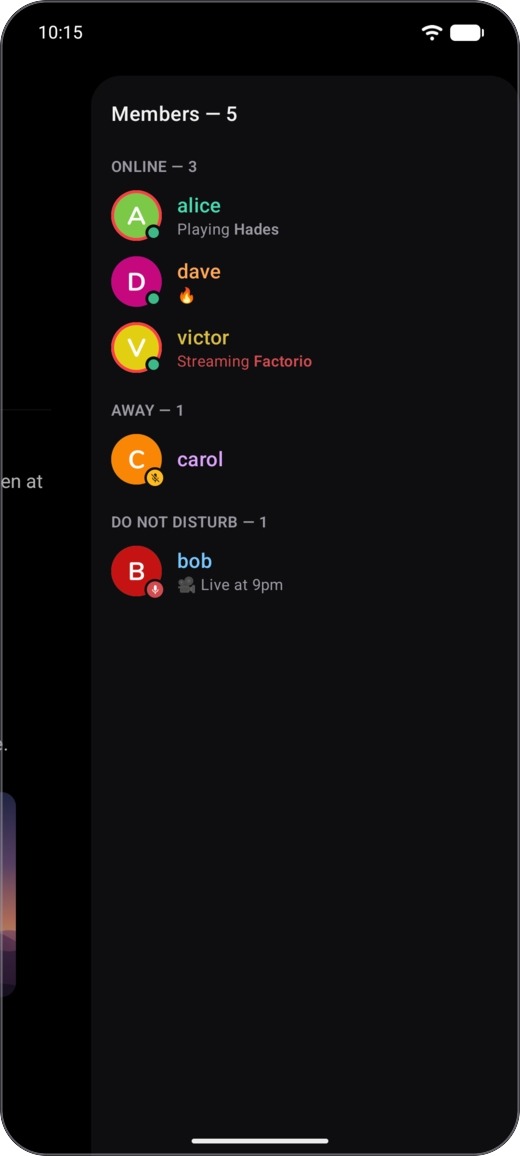 10:15
Members — 5
ONLINE — 3
A
alice
Playing Hades
D
dave
🔥
V
victor
Streaming Factorio
AWAY — 1
en at
C
carol
DO NOT DISTURB — 1
B
bob
🎥 Live at 9pm
.